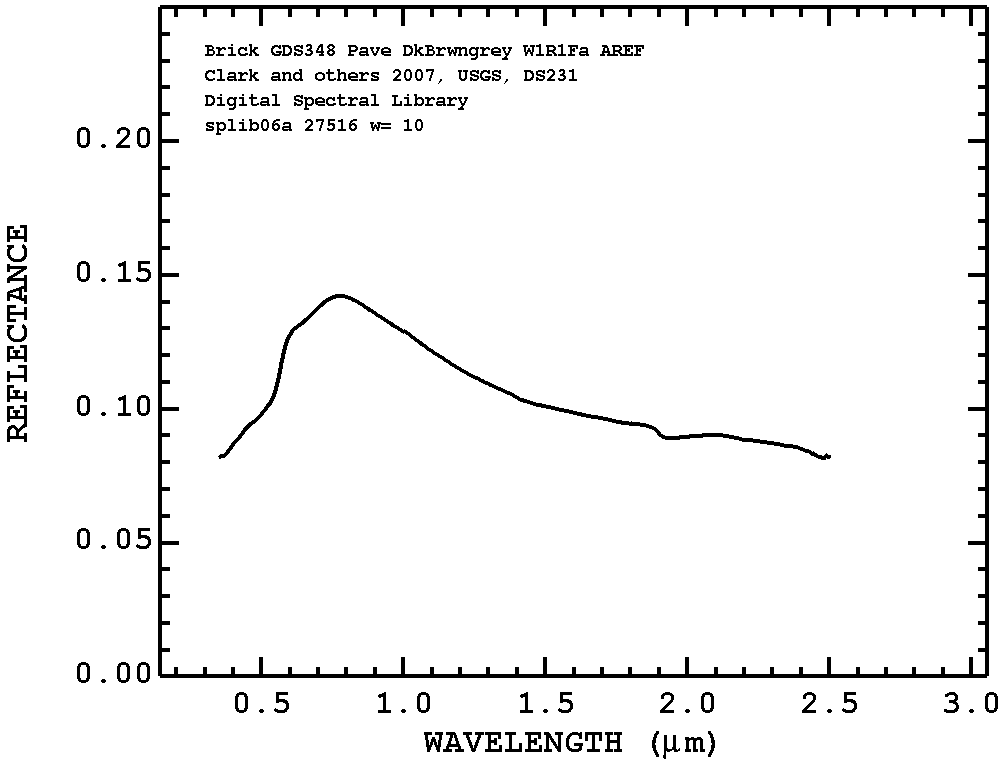 Brick GDS348 Pave DkBrwngrey W1R1Fa AREF
Clark and others 2007, USGS, DS231
Digital Spectral Library
splib06a 27516 w= 10
0.20
0.15
0.10
0.05
0.00
REFLECTANCE
0.5 1.0 1.5 2.0 2.5 3.0
WAVELENGTH (μm)